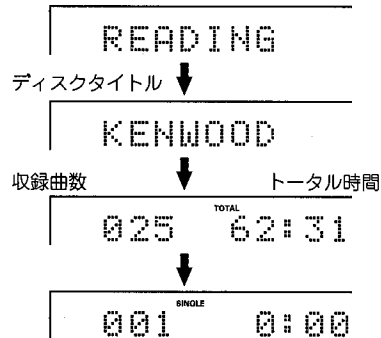 READING
ディスクタイトル
KENWOOD
収録曲数 トータル時間
TOTAL
025 62:31
SINGLE
001 0:00